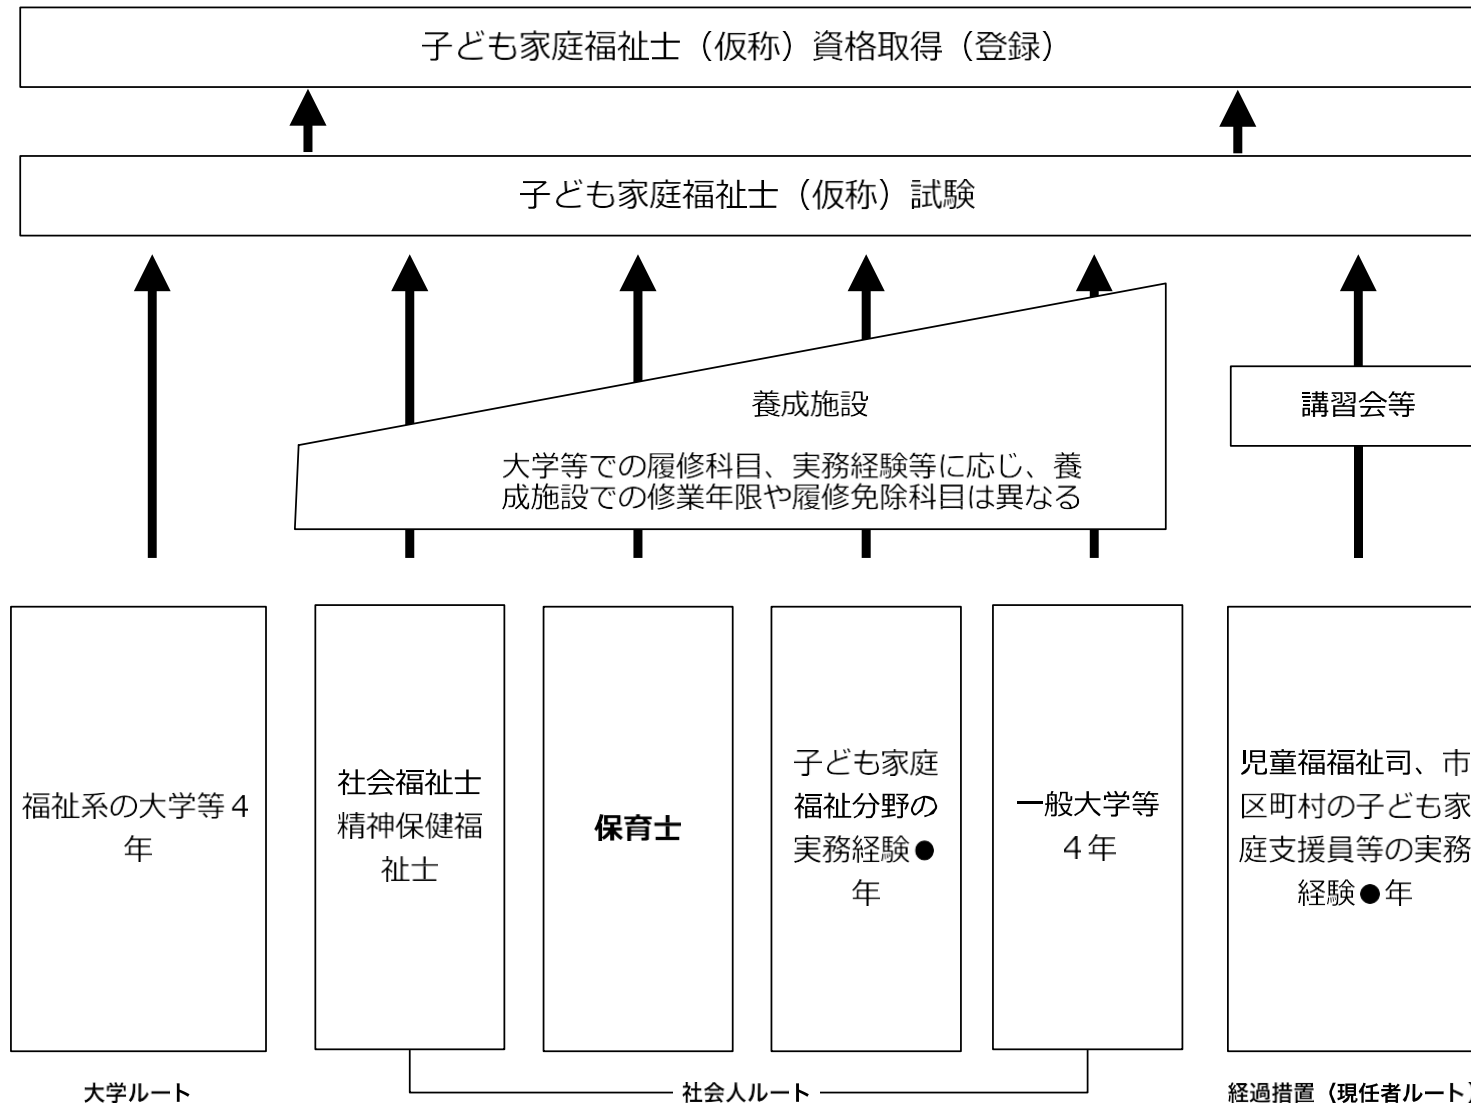 子ども家庭福祉士（仮称）資格取得（登録）
子ども家庭福祉士（仮称）試験
養成施設
大学等での履修科目、実務経験等に応じ、養
成施設での修業年限や履修免除科目は異なる
講習会等
福祉系の大学等４
年
社会福祉士
精神保健福
祉士
保育士
子ども家庭
福祉分野の
実務経験●
年
一般大学等
４年
児童福福祉司、市
区町村の子ども家
庭支援員等の実務
経験●年
大学ルート
社会人ルート
経過措置（現任者ルート）